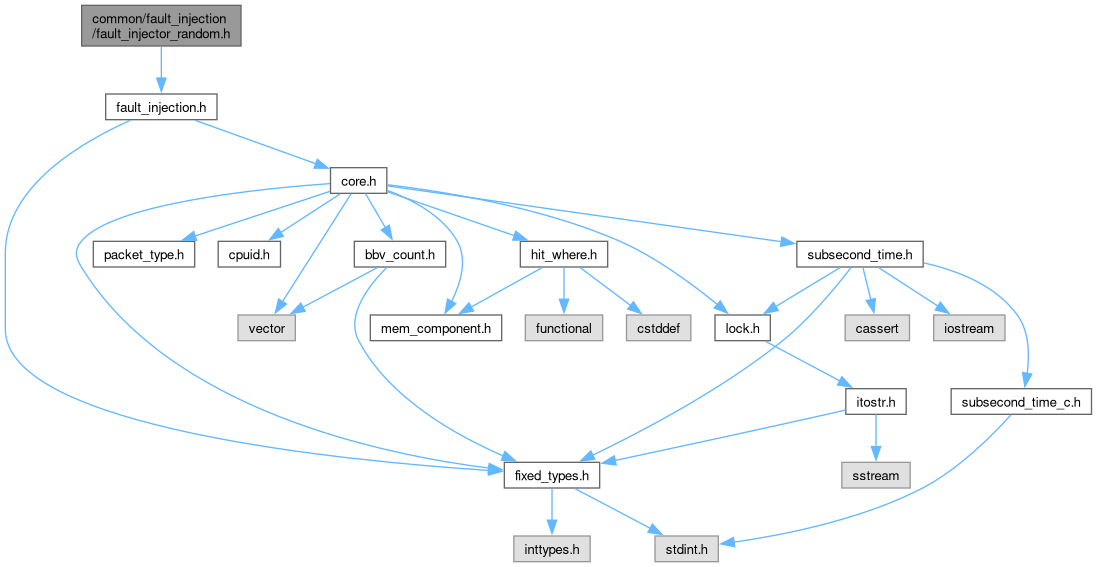 common/fault_injection
/fault_injector_random.h
fault_injection.h
core.h
packet_type.h
cpuid.h
bbv_count.h
hit_where.h
subsecond_time.h
vector
mem_component.h
functional
cstddef
lock.h
cassert
iostream
itostr.h
subsecond_time_c.h
fixed_types.h
sstream
inttypes.h
stdint.h